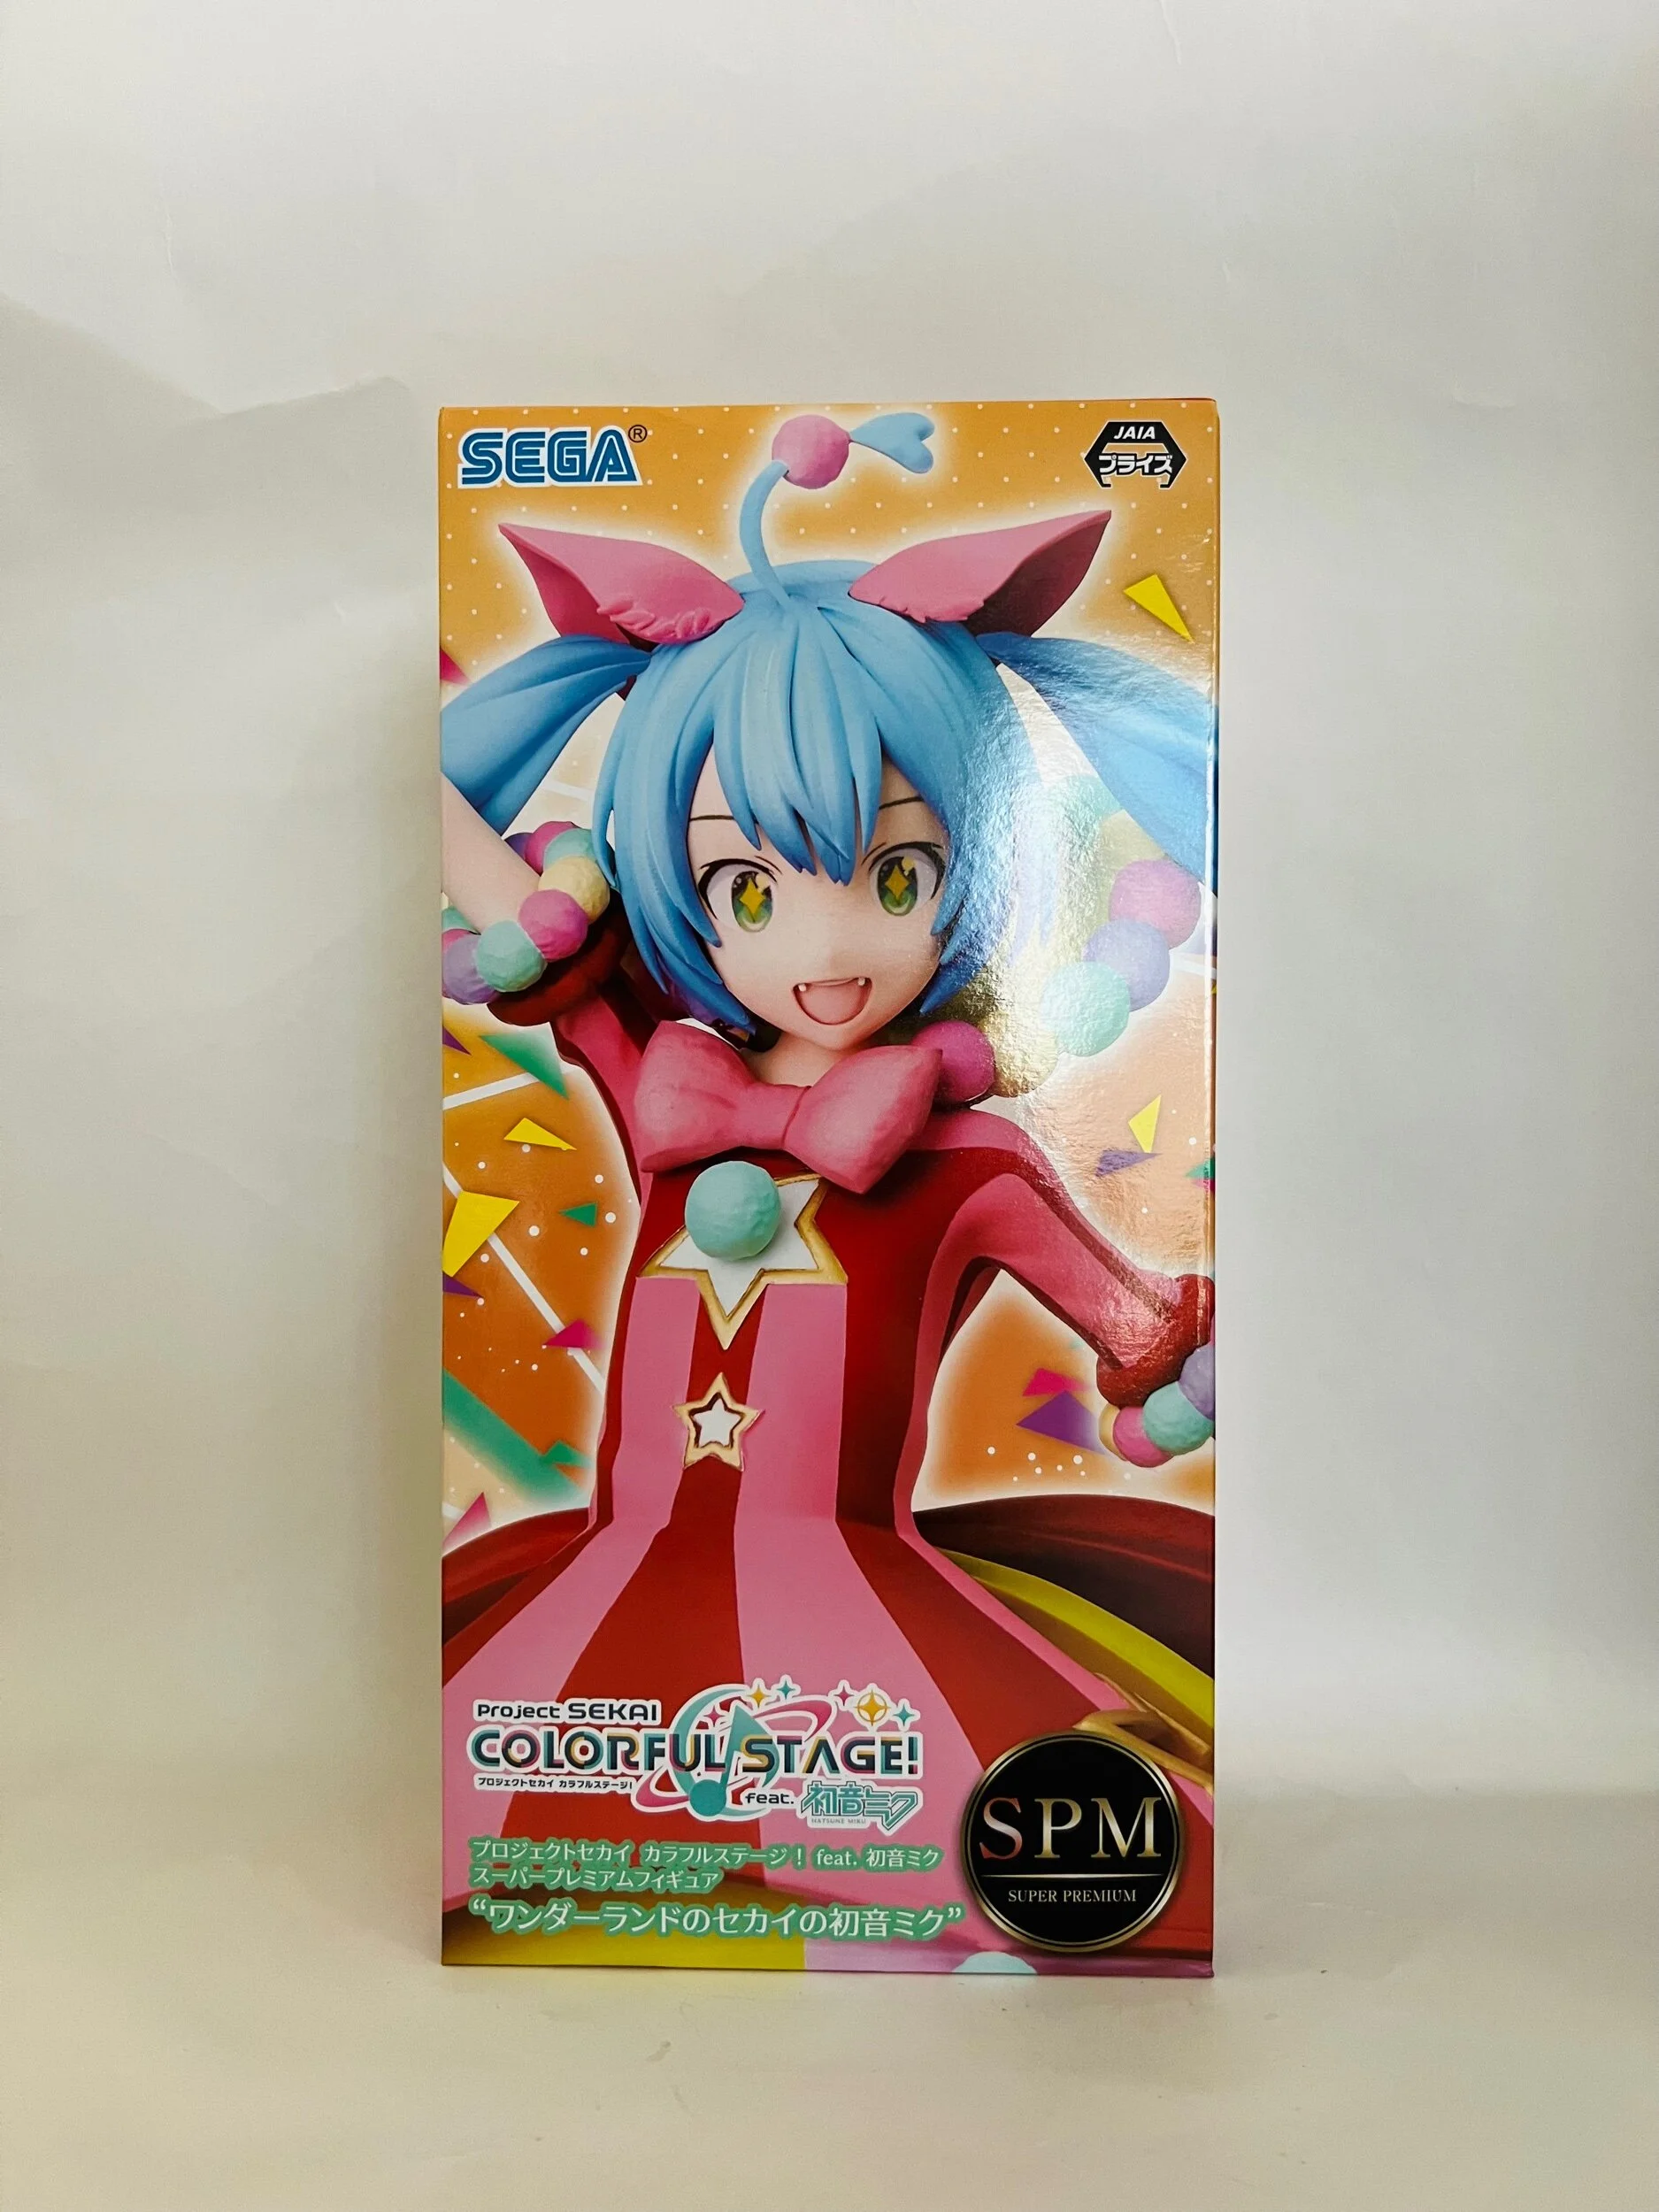 SEGA®
JAIA
プライズ
Project SEKAI
COLORFUL STAGE!
プロジェクトセカイ カラフルステージ!
feat. 初音ミク
HATSUNE MIKU
プロジェクトセカイ カラフルステージ! feat. 初音ミク
スーパープレミアムフィギュア
“ワンダーランドのセカイの初音ミク”
SPM
SUPER PREMIUM